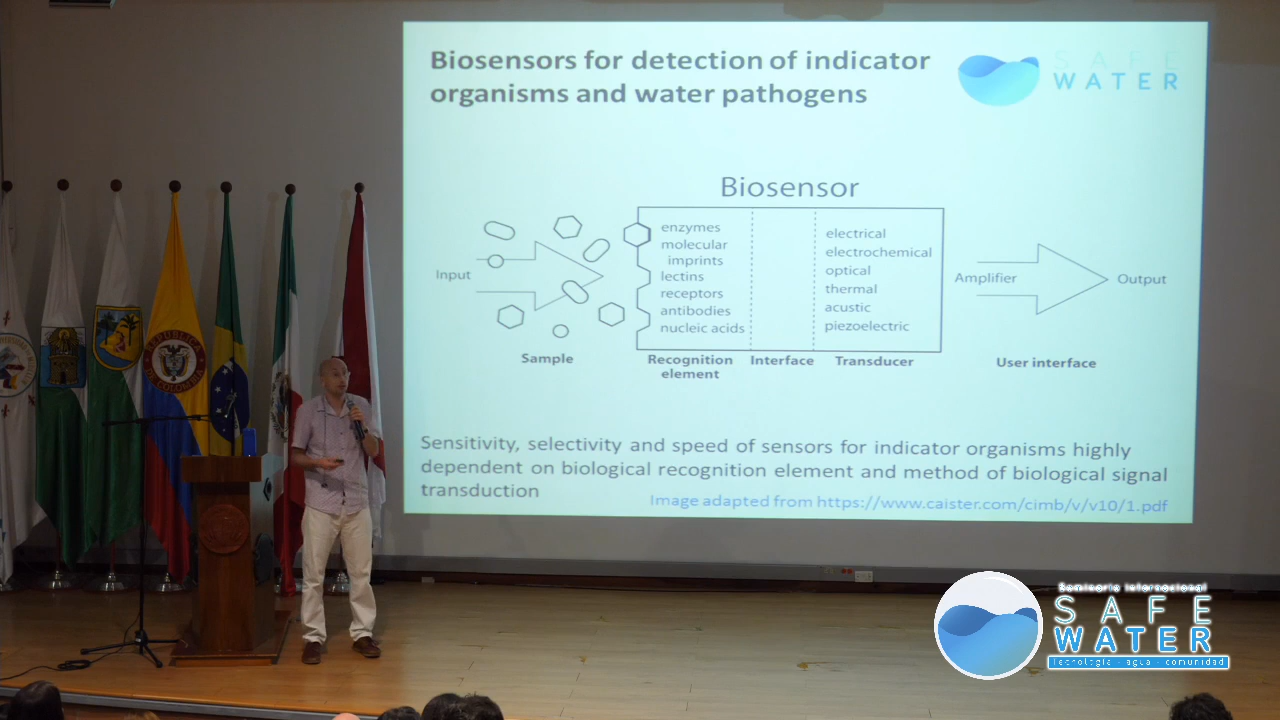 Biosensors for detection of indicator
organisms and water pathogens
SAFE
WATER
Biosensor
Input
enzymes
molecular
imprints
lectins
receptors
antibodies
nucleic acids
electrical
electrochemical
optical
thermal
acustic
piezoelectric
Amplifier
Output
Sample
Recognition
element
Interface
Transducer
User interface
Sensitivity, selectivity and speed of sensors for indicator organisms highly
dependent on biological recognition element and method of biological signal
transduction
Image adapted from https://www.caister.com/cimb/v/v10/1.pdf
REPUBLICA
DE COLOMBIA
Seminario Internacional
SAFE
WATER
tecnología · agua · comunidad